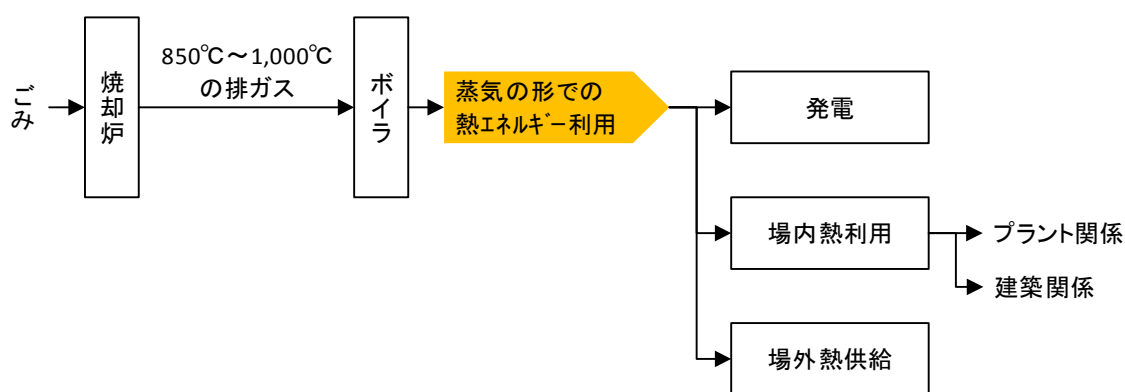 ごみ
焼却炉
850℃～1,000℃
の排ガス
ボイラ
蒸気の形での
熱ｴﾈﾙｷﾞｰ利用
発電
場内熱利用
プラント関係
建築関係
場外熱供給